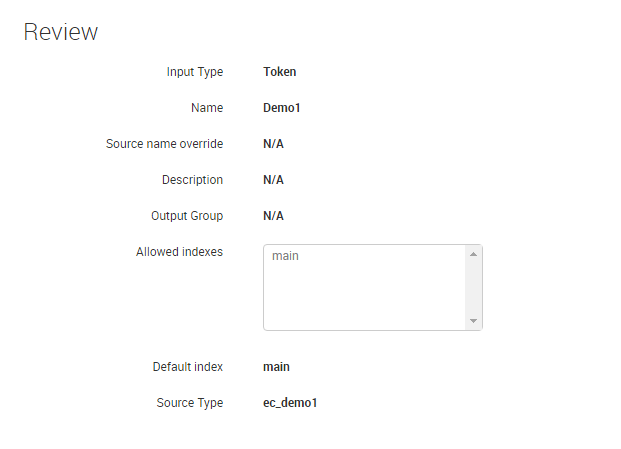 Review
Input Type Token
Name Demo1
Source name override N/A
Description N/A
Output Group N/A
Allowed indexes main
Default index main
Source Type ec_demo1